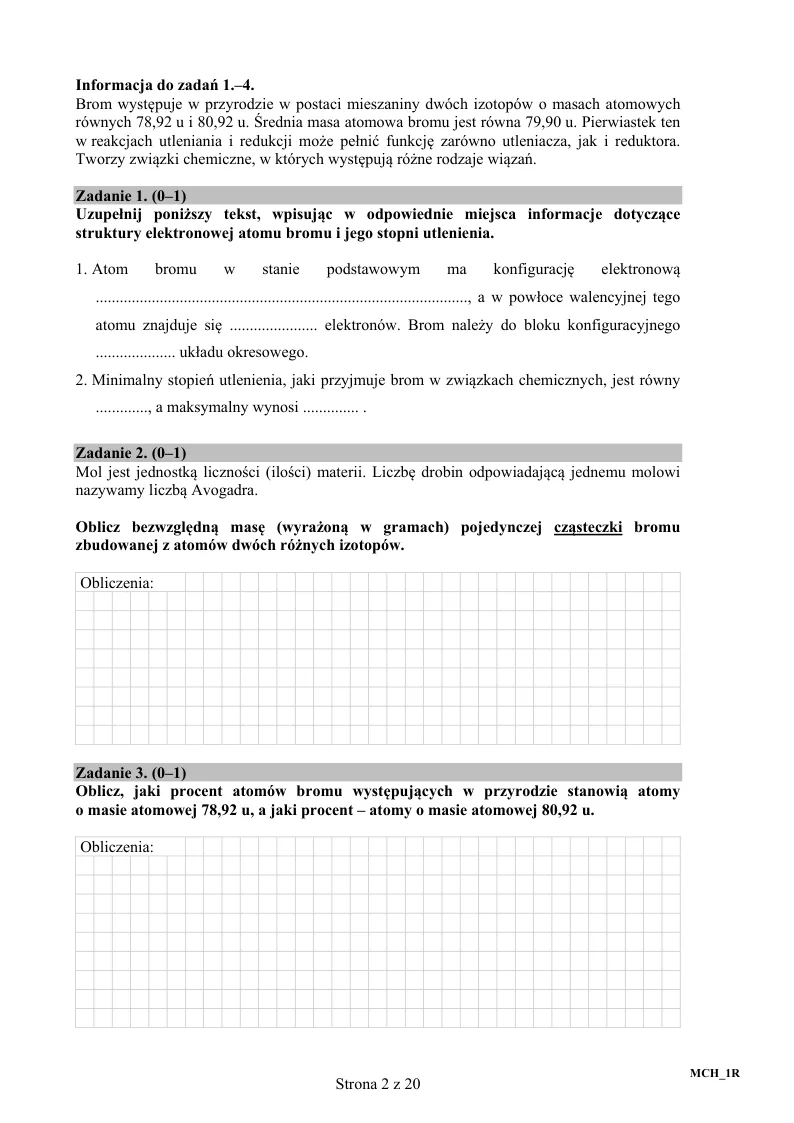 Informacja do zadań 1.–4.
Brom występuje w przyrodzie w postaci mieszaniny dwóch izotopów o masach atomowych
równych 78,92 u i 80,92 u. Średnia masa atomowa bromu jest równa 79,90 u. Pierwiastek ten
w reakcjach utleniania i redukcji może pełnić funkcję zarówno utleniacza, jak i reduktora.
Tworzy związki chemiczne, w których występują różne rodzaje wiązań.
Zadanie 1. (0–1)
Uzupełnij poniższy tekst, wpisując w odpowiednie miejsca informacje dotyczące
struktury elektronowej atomu bromu i jego stopni utlenienia.
1. Atom bromu w stanie podstawowym ma konfigurację elektronową
............................................................................................., a w powłoce walencyjnej tego
atomu znajduje się ...................... elektronów. Brom należy do bloku konfiguracyjnego
.................... układu okresowego.
2. Minimalny stopień utlenienia, jaki przyjmuje brom w związkach chemicznych, jest równy
............., a maksymalny wynosi .............. .
Zadanie 2. (0–1)
Mol jest jednostką liczności (ilości) materii. Liczbę drobin odpowiadającą jednemu molowi
nazywamy liczbą Avogadra.
Oblicz bezwzględną masę (wyrażoną w gramach) pojedynczej cząsteczki bromu
zbudowanej z atomów dwóch różnych izotopów.
Obliczenia:
Zadanie 3. (0–1)
Oblicz, jaki procent atomów bromu występujących w przyrodzie stanowią atomy
o masie atomowej 78,92 u, a jaki procent – atomy o masie atomowej 80,92 u.
Obliczenia:
MCH_1R
Strona 2 z 20